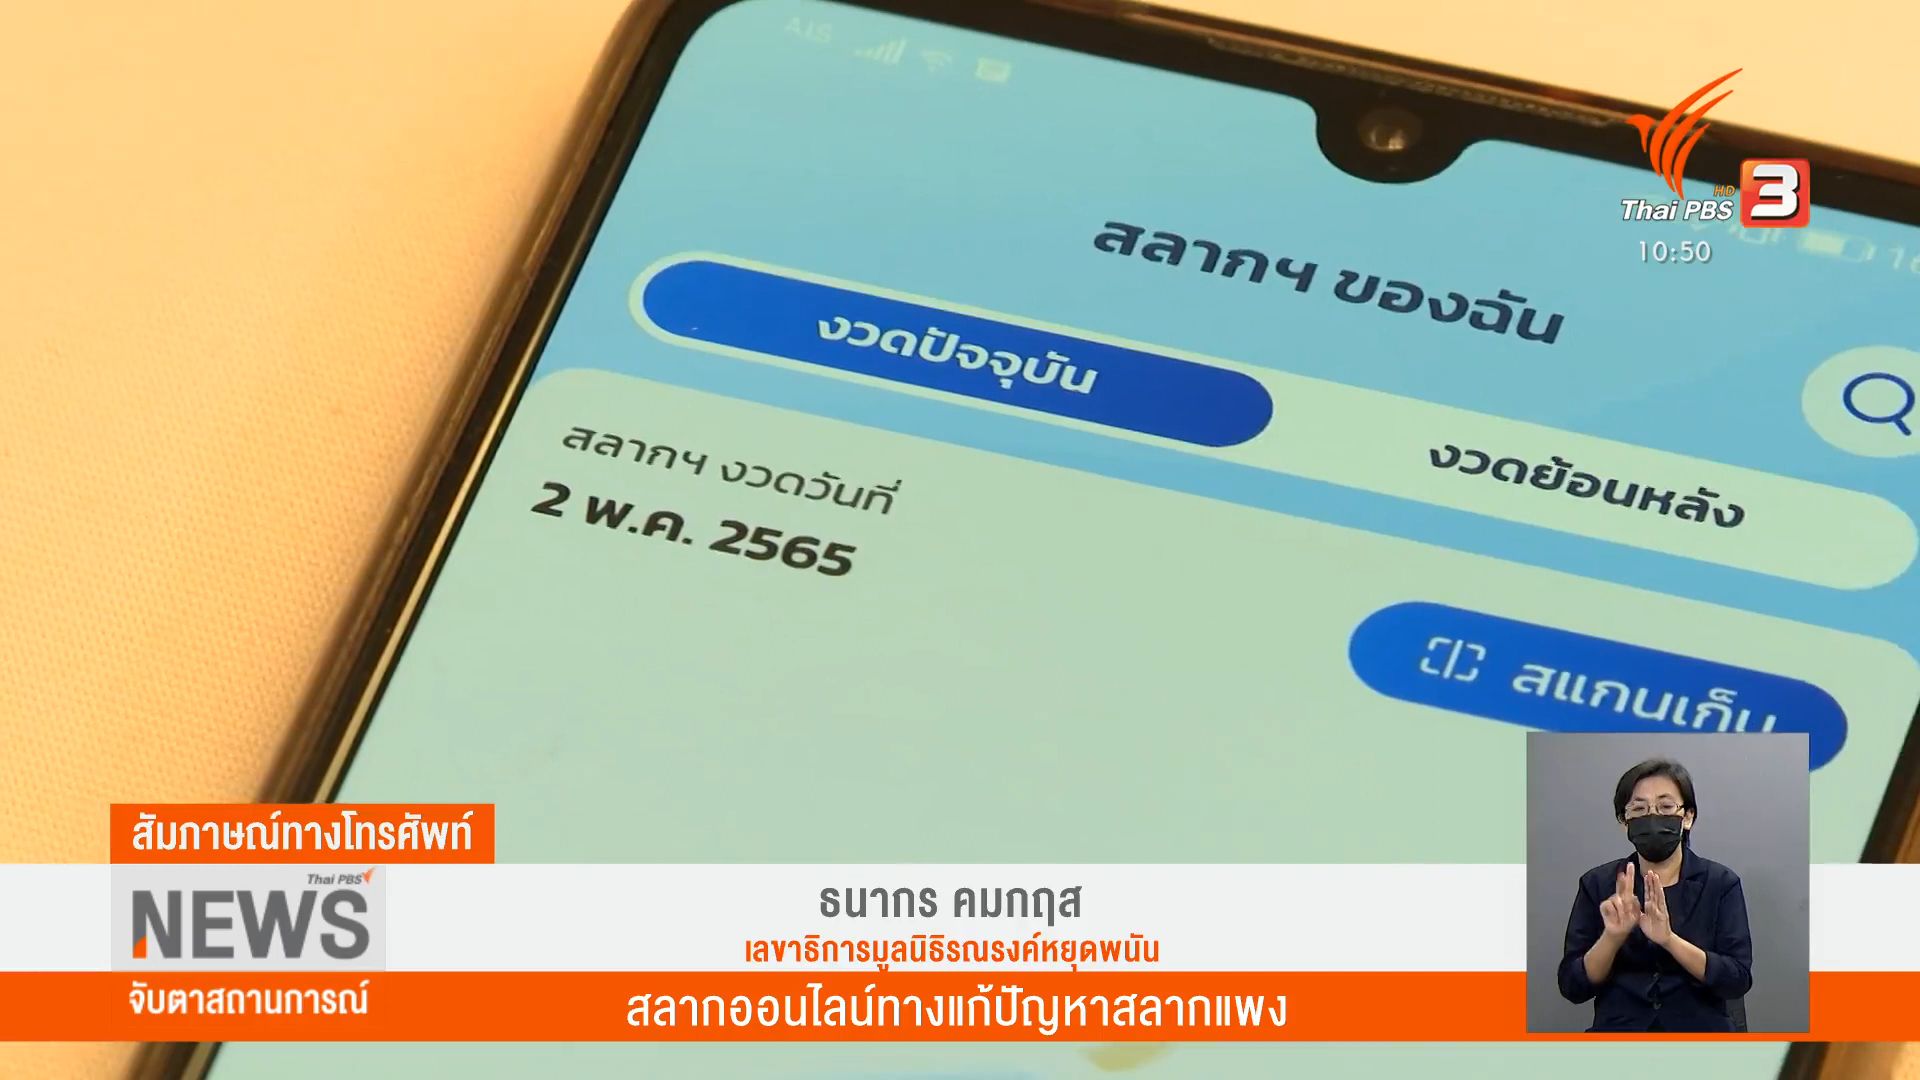 AIS
Thai PBS HD 3
10:50
สลากฯ ของฉัน
งวดปัจจุบัน
งวดย้อนหลัง
สลากฯ งวดวันที่
2 พ.ค. 2565
สแกนเก็บ
สัมภาษณ์ทางโทรศัพท์
Thai PBS
NEWS
จับตาสถานการณ์
ธนากร คมกฤส
เลขาธิการมูลนิธิรณรงค์หยุดพนัน
สลากออนไลน์ทางแก้ปัญหาสลากแพง